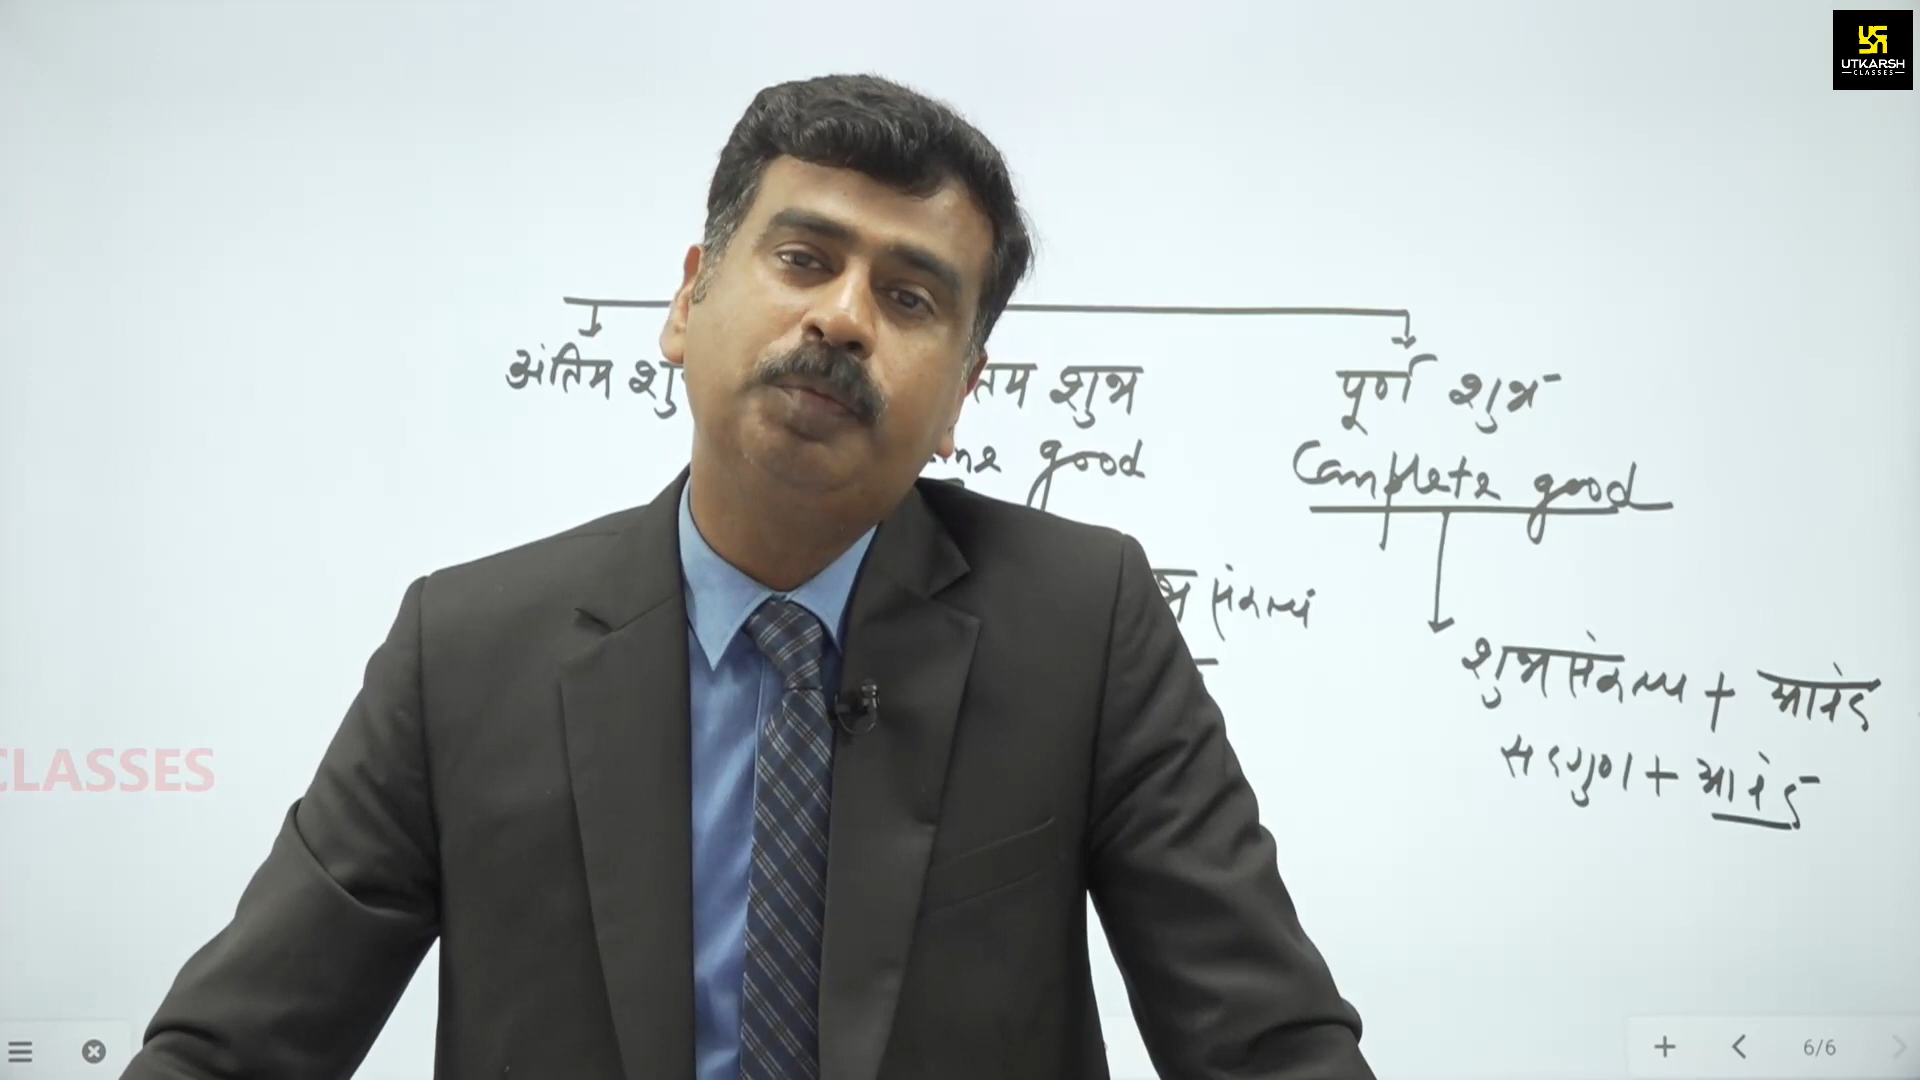 UTKARSH
CLASSES
अंतिम शु
तम शुभ
पूर्ण शुभ
good
Complete good
शुभ संकल्प + आनंद
सद्गुण + आनंद
CLASSES
6/6